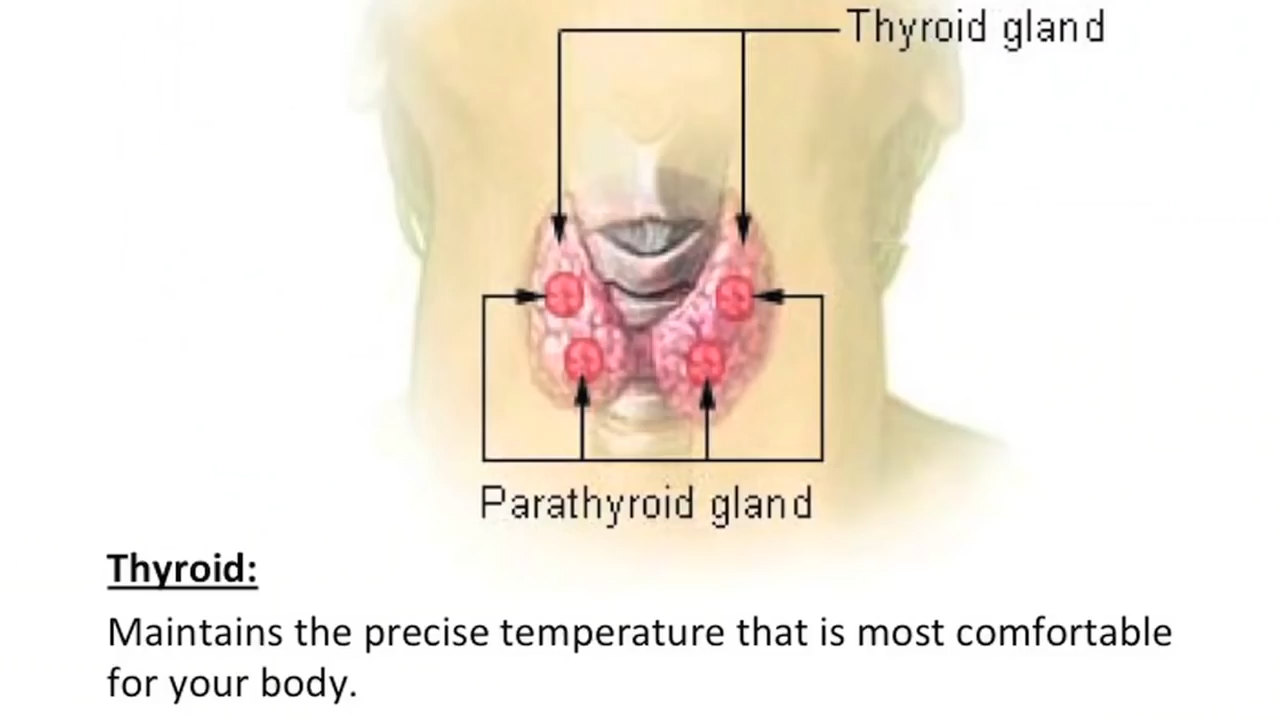 Thyroid gland
Parathyroid gland
Thyroid:
Maintains the precise temperature that is most comfortable
for your body.